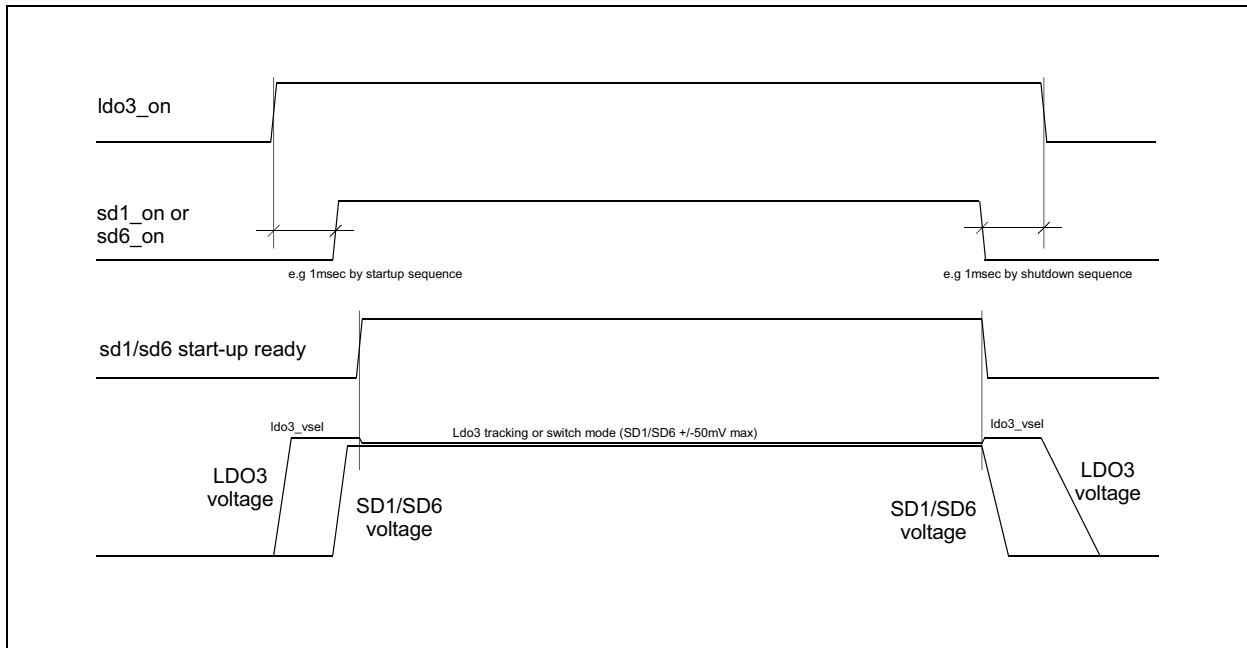 ldo3_on
sd1_on or
sd6_on
e.g 1msec by startup sequence
e.g 1msec by shutdown sequence
sd1/sd6 start-up ready
ldo3_vsel
Ldo3 tracking or switch mode (SD1/SD6 +/-50mV max)
ldo3_vsel
LDO3
voltage
SD1/SD6
voltage
SD1/SD6
voltage
LDO3
voltage